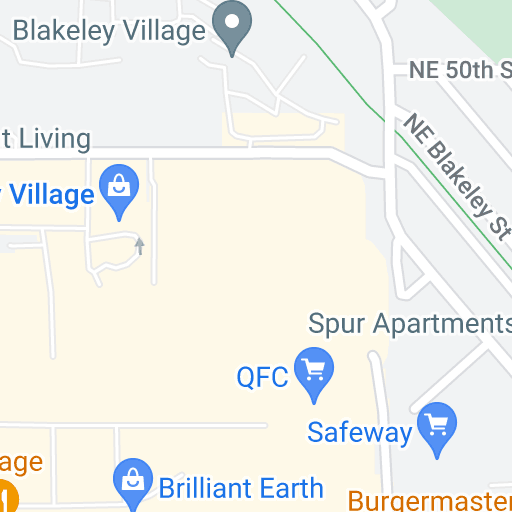 Blakeley Village
NE 50th S
t Living
NE Blakeley St
y Village
Spur Apartments
QFC
Safeway
age
Brilliant Earth
Burgermaster